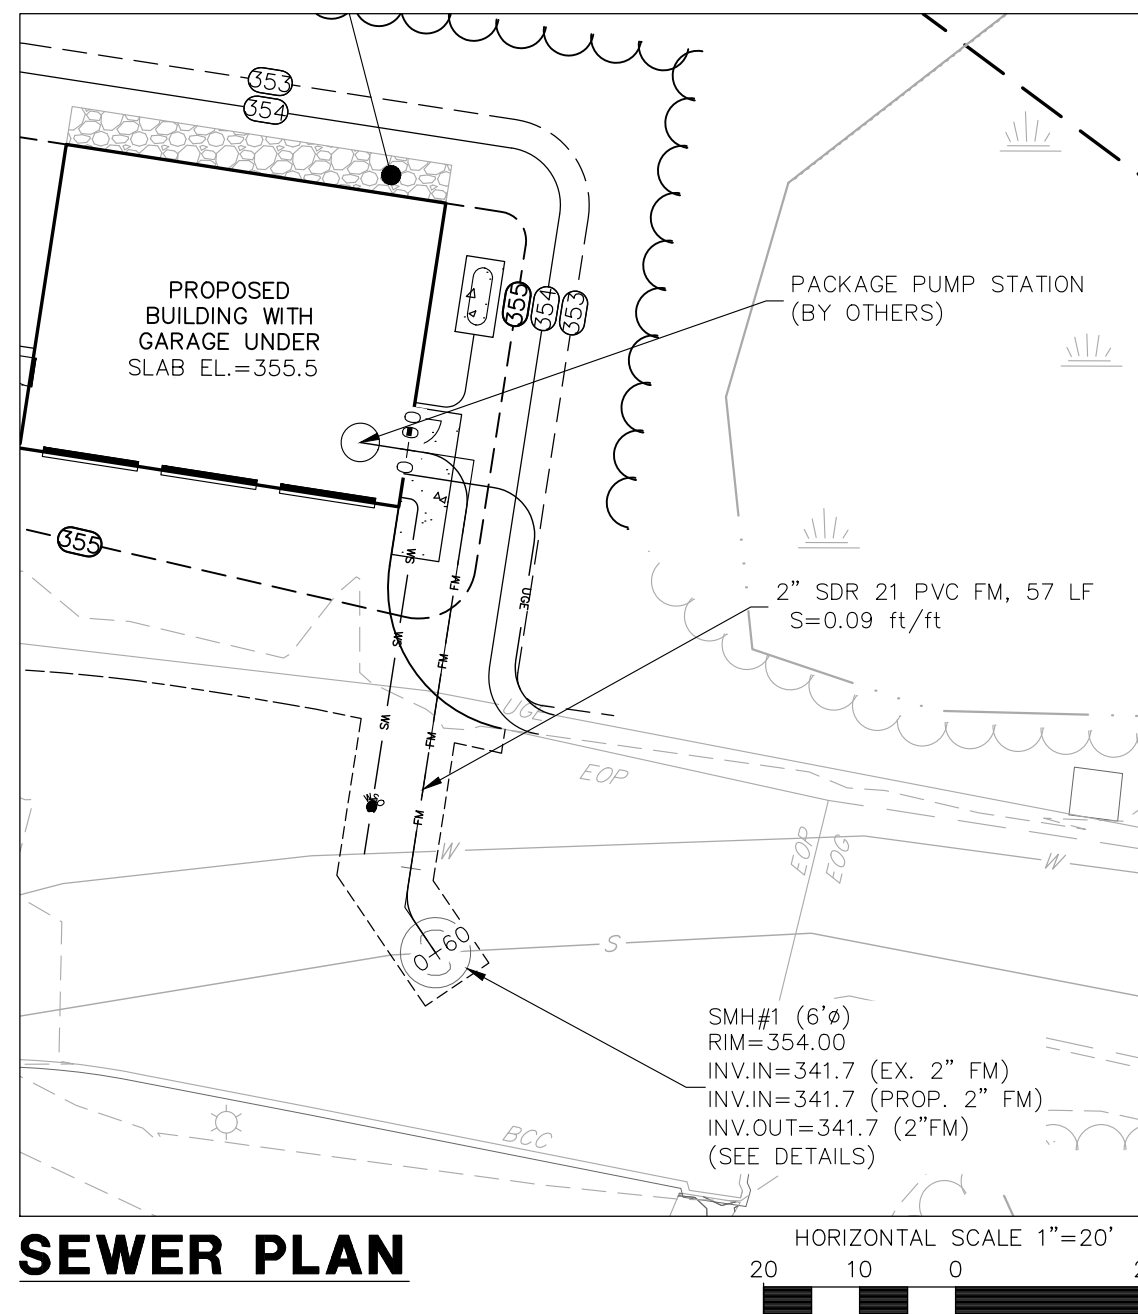 353
354
PROPOSED
BUILDING WITH
GARAGE UNDER
SLAB EL.=355.5
355
354
353
PACKAGE PUMP STATION
(BY OTHERS)
355
WS
FM
UGE
2" SDR 21 PVC FM, 57 LF
S=0.09 ft/ft
WS
FM
UGE
WS
FM
EOP
WSO
FM
W
EOP
EOG
W
0+60
S
SMH#1 (6'ø)
RIM=354.00
INV.IN=341.7 (EX. 2" FM)
INV.IN=341.7 (PROP. 2" FM)
INV.OUT=341.7 (2"FM)
(SEE DETAILS)
BCC
SEWER PLAN
HORIZONTAL SCALE 1"=20'
20 10 0